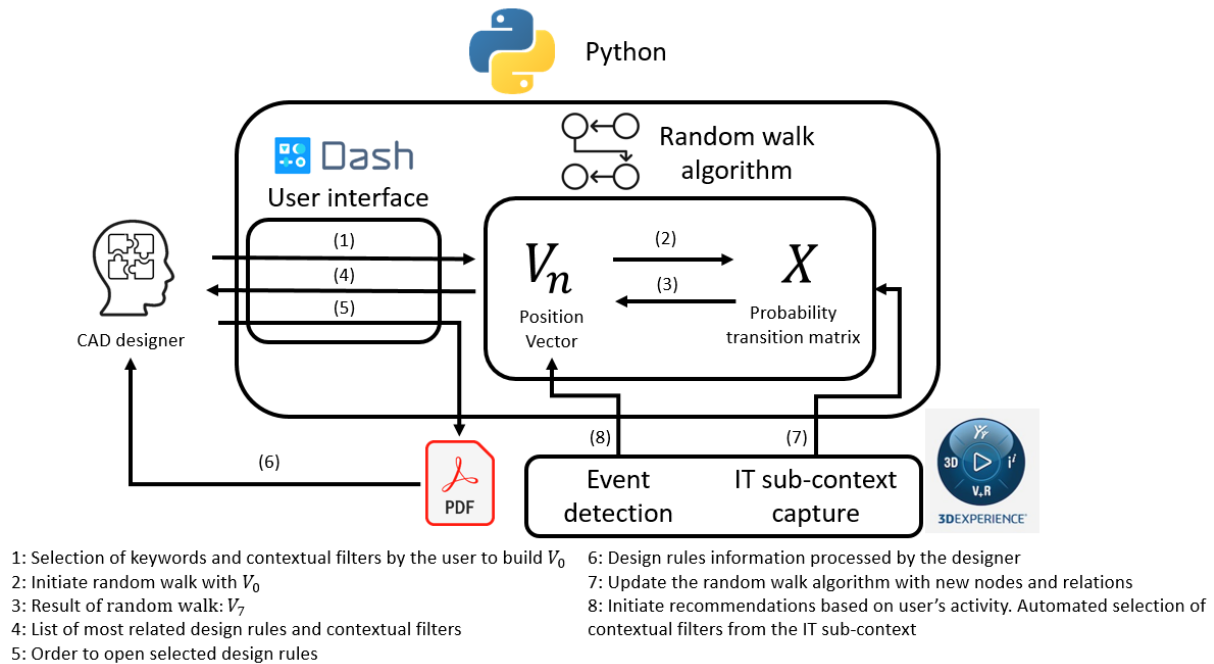 Python
Dash
User interface
Random walk
algorithm
(1)
(4)
(5)
CAD designer
Vₙ
Position
Vector
(2)
(3)
X
Probability
transition matrix
(6)
PDF
(8)
(7)
Event
detection
IT sub-context
capture
3D
i²
V+R
3DEXPERIENCE
1: Selection of keywords and contextual filters by the user to build V₀
2: Initiate random walk with V₀
3: Result of random walk: V₇
4: List of most related design rules and contextual filters
5: Order to open selected design rules
6: Design rules information processed by the designer
7: Update the random walk algorithm with new nodes and relations
8: Initiate recommendations based on user's activity. Automated selection of
contextual filters from the IT sub-context